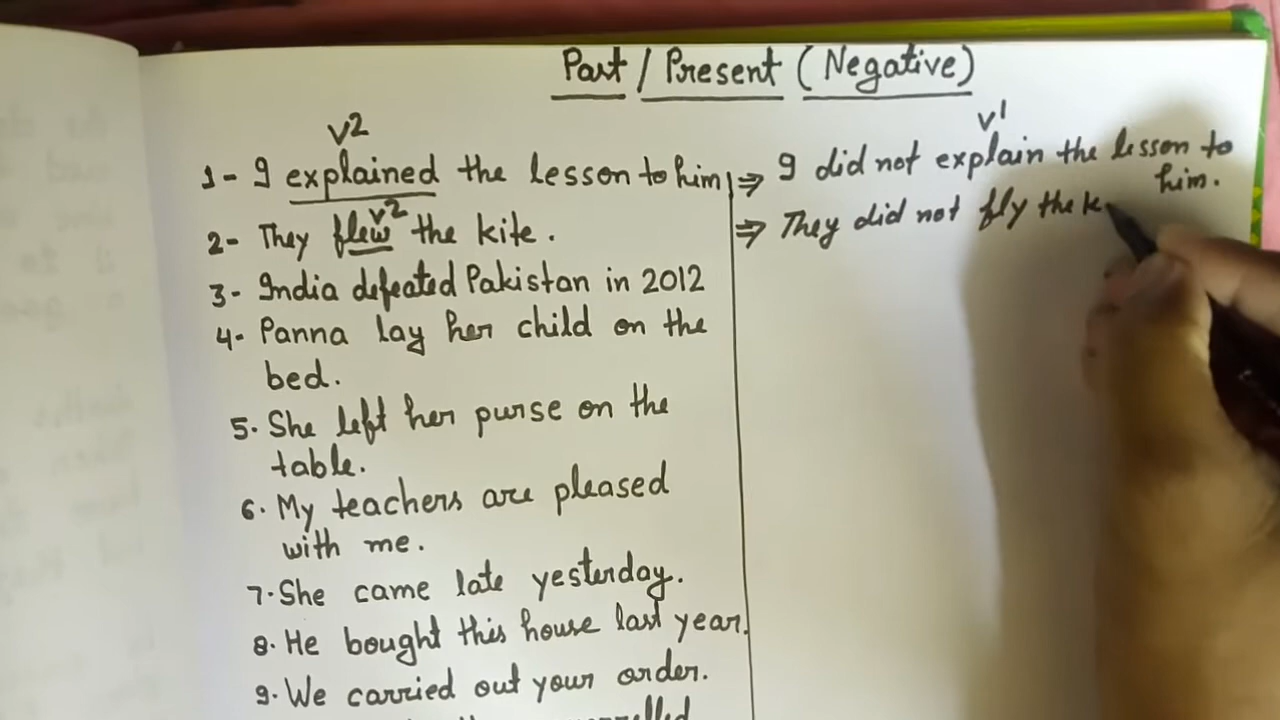 Past / Present (Negative)
v2
v1
1- I explained the lesson to him
⇒ I did not explain the lesson to
him.
v2
2- They flew the kite.
⇒ They did not fly the k
3- India defeated Pakistan in 2012
4- Panna lay her child on the
bed.
5. She left her purse on the
table.
6. My teachers are pleased
with me.
7. She came late yesterday.
8. He bought this house last year.
9. We carried out your order.